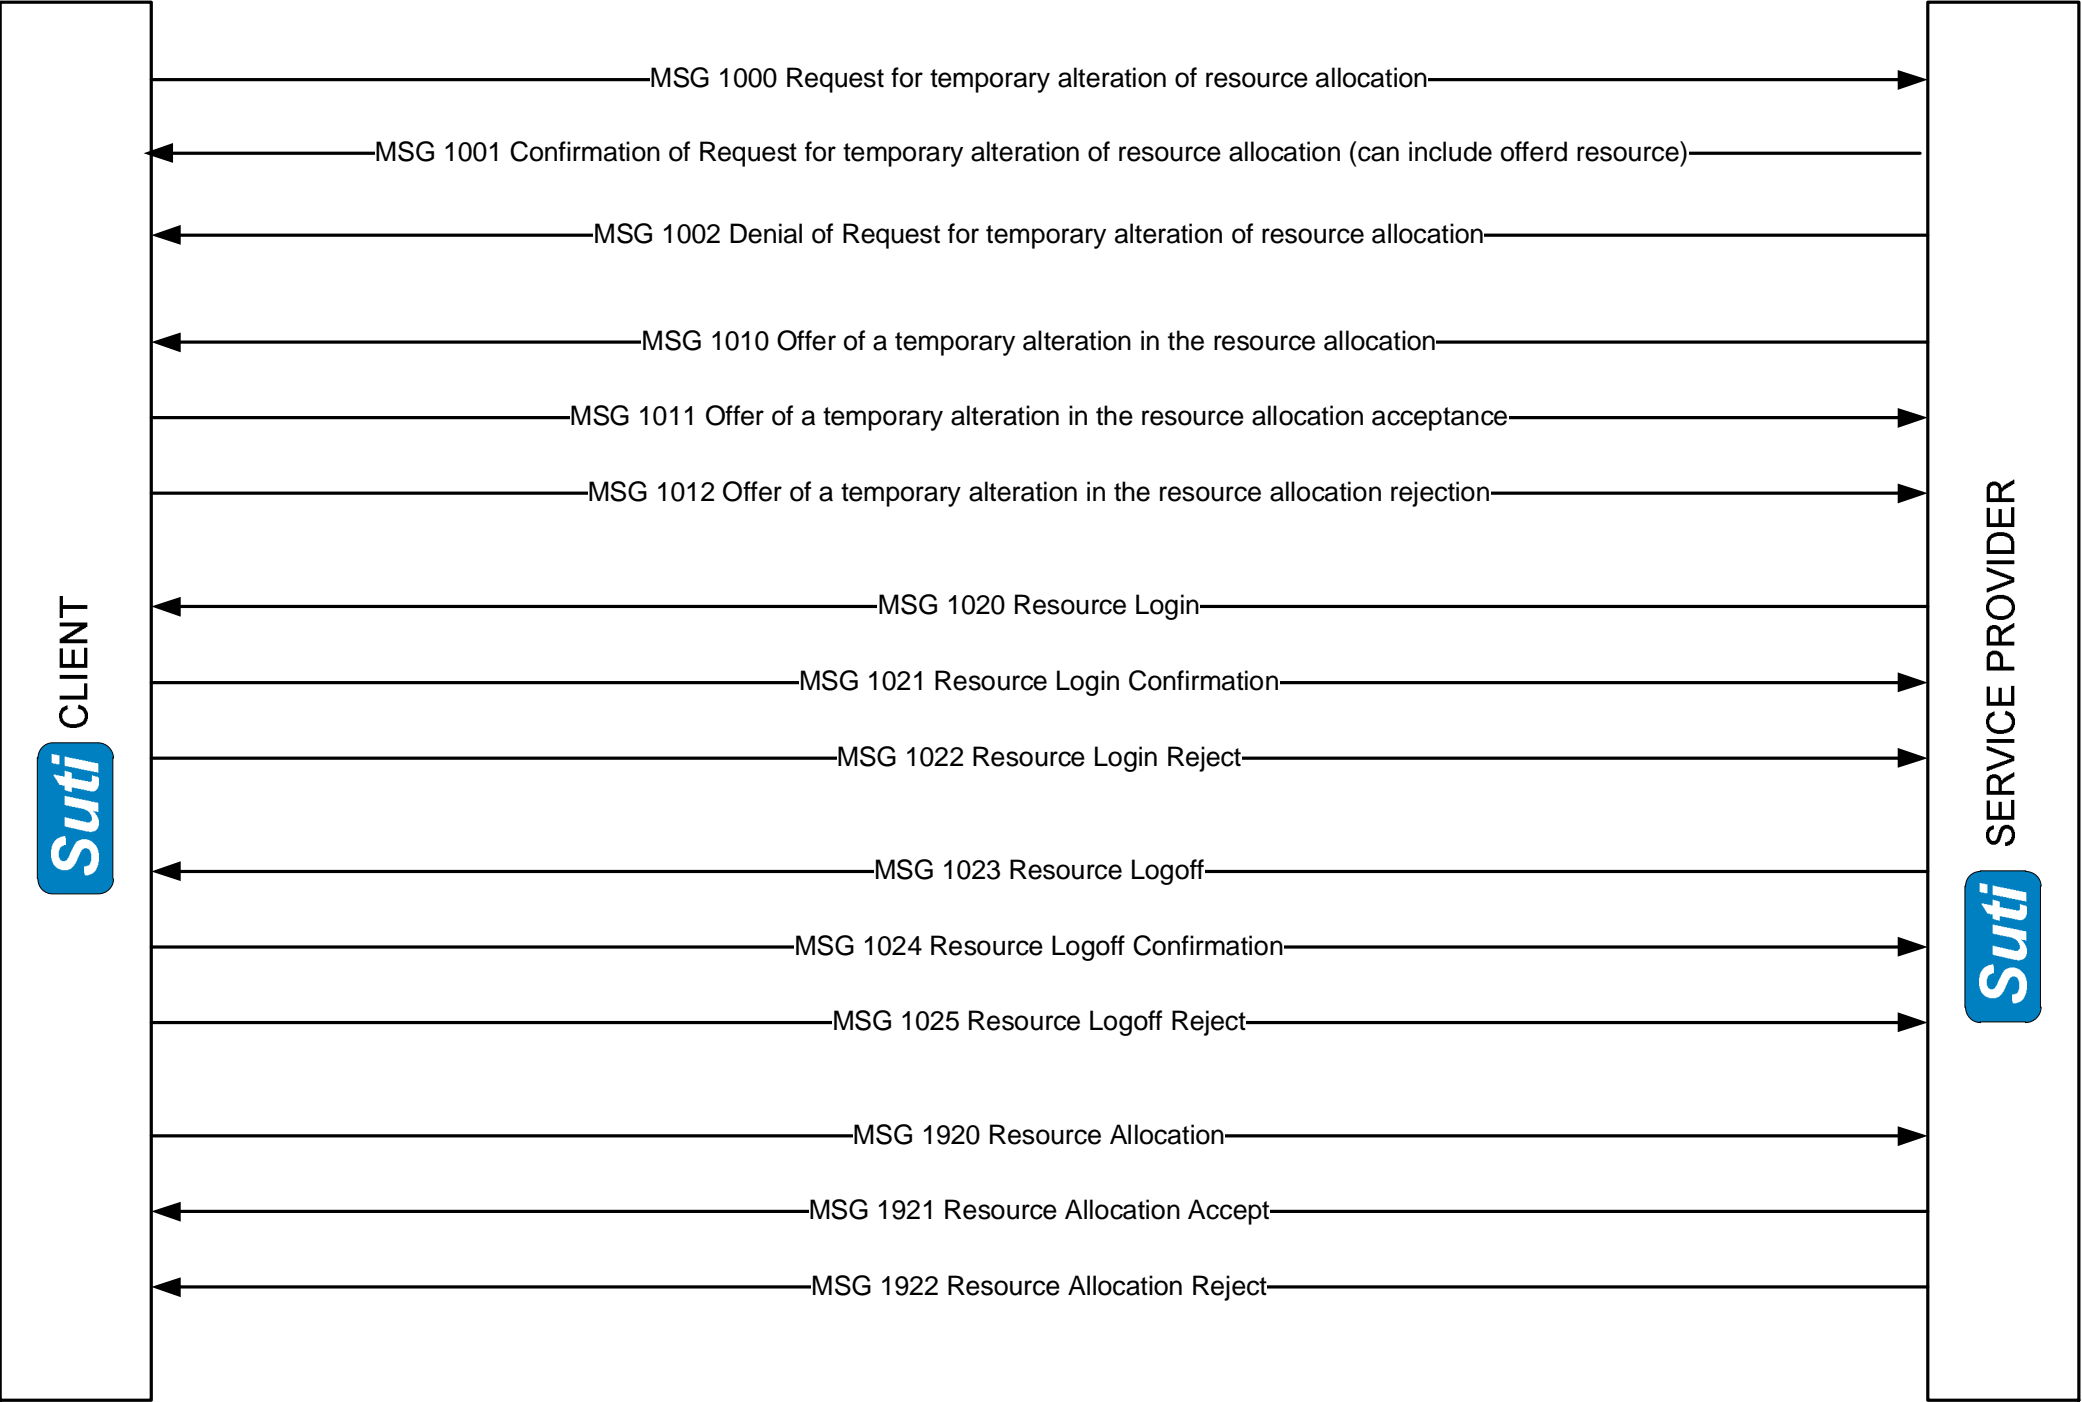 MSG 1000 Request for temporary alteration of resource allocation
MSG 1001 Confirmation of Request for temporary alteration of resource allocation (can include offerd resource)
MSG 1002 Denial of Request for temporary alteration of resource allocation
MSG 1010 Offer of a temporary alteration in the resource allocation
MSG 1011 Offer of a temporary alteration in the resource allocation acceptance
MSG 1012 Offer of a temporary alteration in the resource allocation rejection
MSG 1020 Resource Login
MSG 1021 Resource Login Confirmation
MSG 1022 Resource Login Reject
MSG 1023 Resource Logoff
MSG 1024 Resource Logoff Confirmation
MSG 1025 Resource Logoff Reject
MSG 1920 Resource Allocation
MSG 1921 Resource Allocation Accept
MSG 1922 Resource Allocation Reject
Suti CLIENT
Suti SERVICE PROVIDER